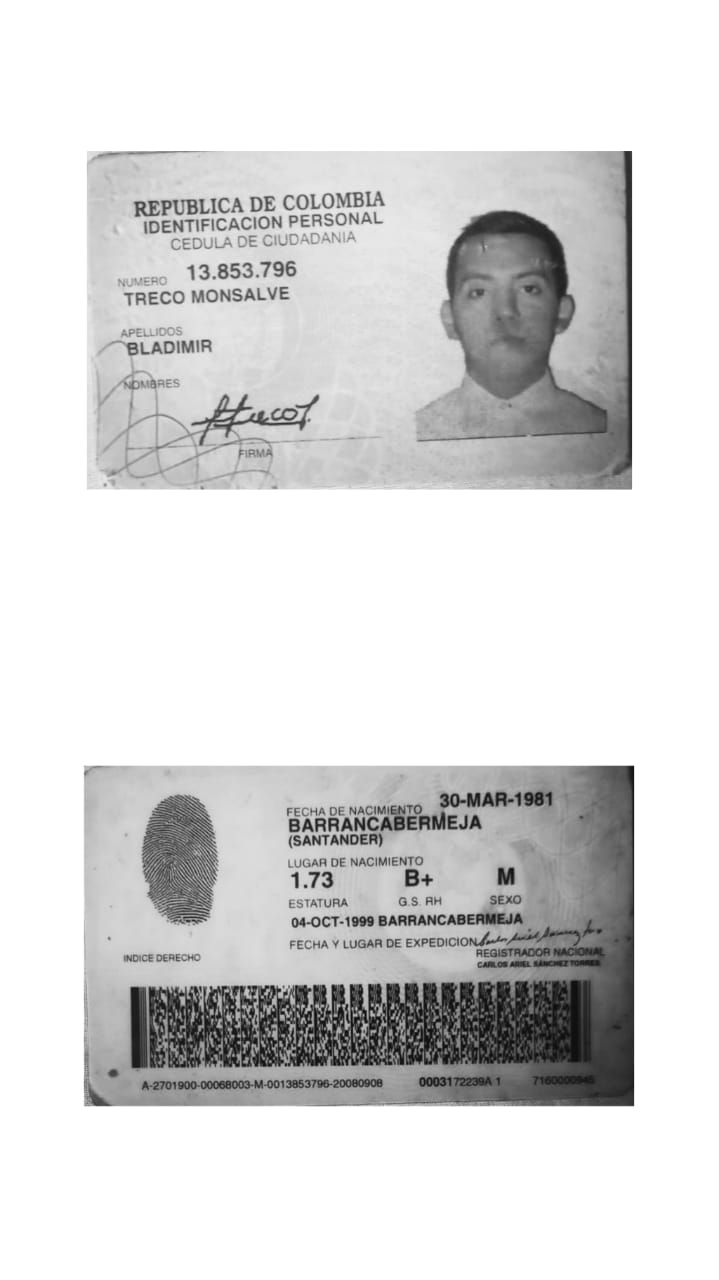 REPUBLICA DE COLOMBIA
IDENTIFICACION PERSONAL
CEDULA DE CIUDADANIA
NUMERO 13.853.796
TRECO MONSALVE
APELLIDOS
BLADIMIR
NOMBRES
FIRMA
FECHA DE NACIMIENTO 30-MAR-1981
BARRANCABERMEJA
(SANTANDER)
LUGAR DE NACIMIENTO
1.73 B+ M
ESTATURA G.S. RH SEXO
04-OCT-1999 BARRANCABERMEJA
FECHA Y LUGAR DE EXPEDICION
REGISTRADOR NACIONAL
CARLOS ARIEL SÁNCHEZ TORRES
INDICE DERECHO
A-2701900-00068003-M-0013853796-20080908 0003172239A 1 7160000945